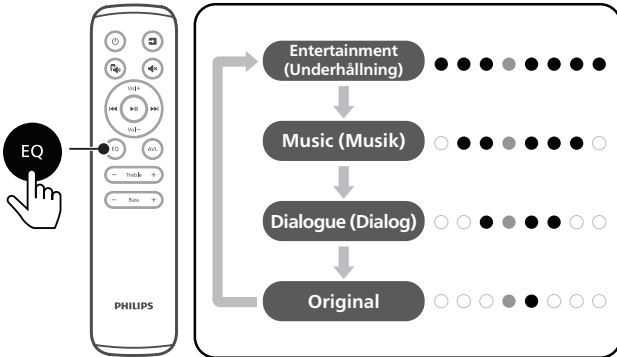 Vol+
Vol−
EQ
EQ
AVL
− Treble +
− Bass +
PHILIPS
Entertainment
(Underhållning)
Music (Musik)
Dialogue (Dialog)
Original